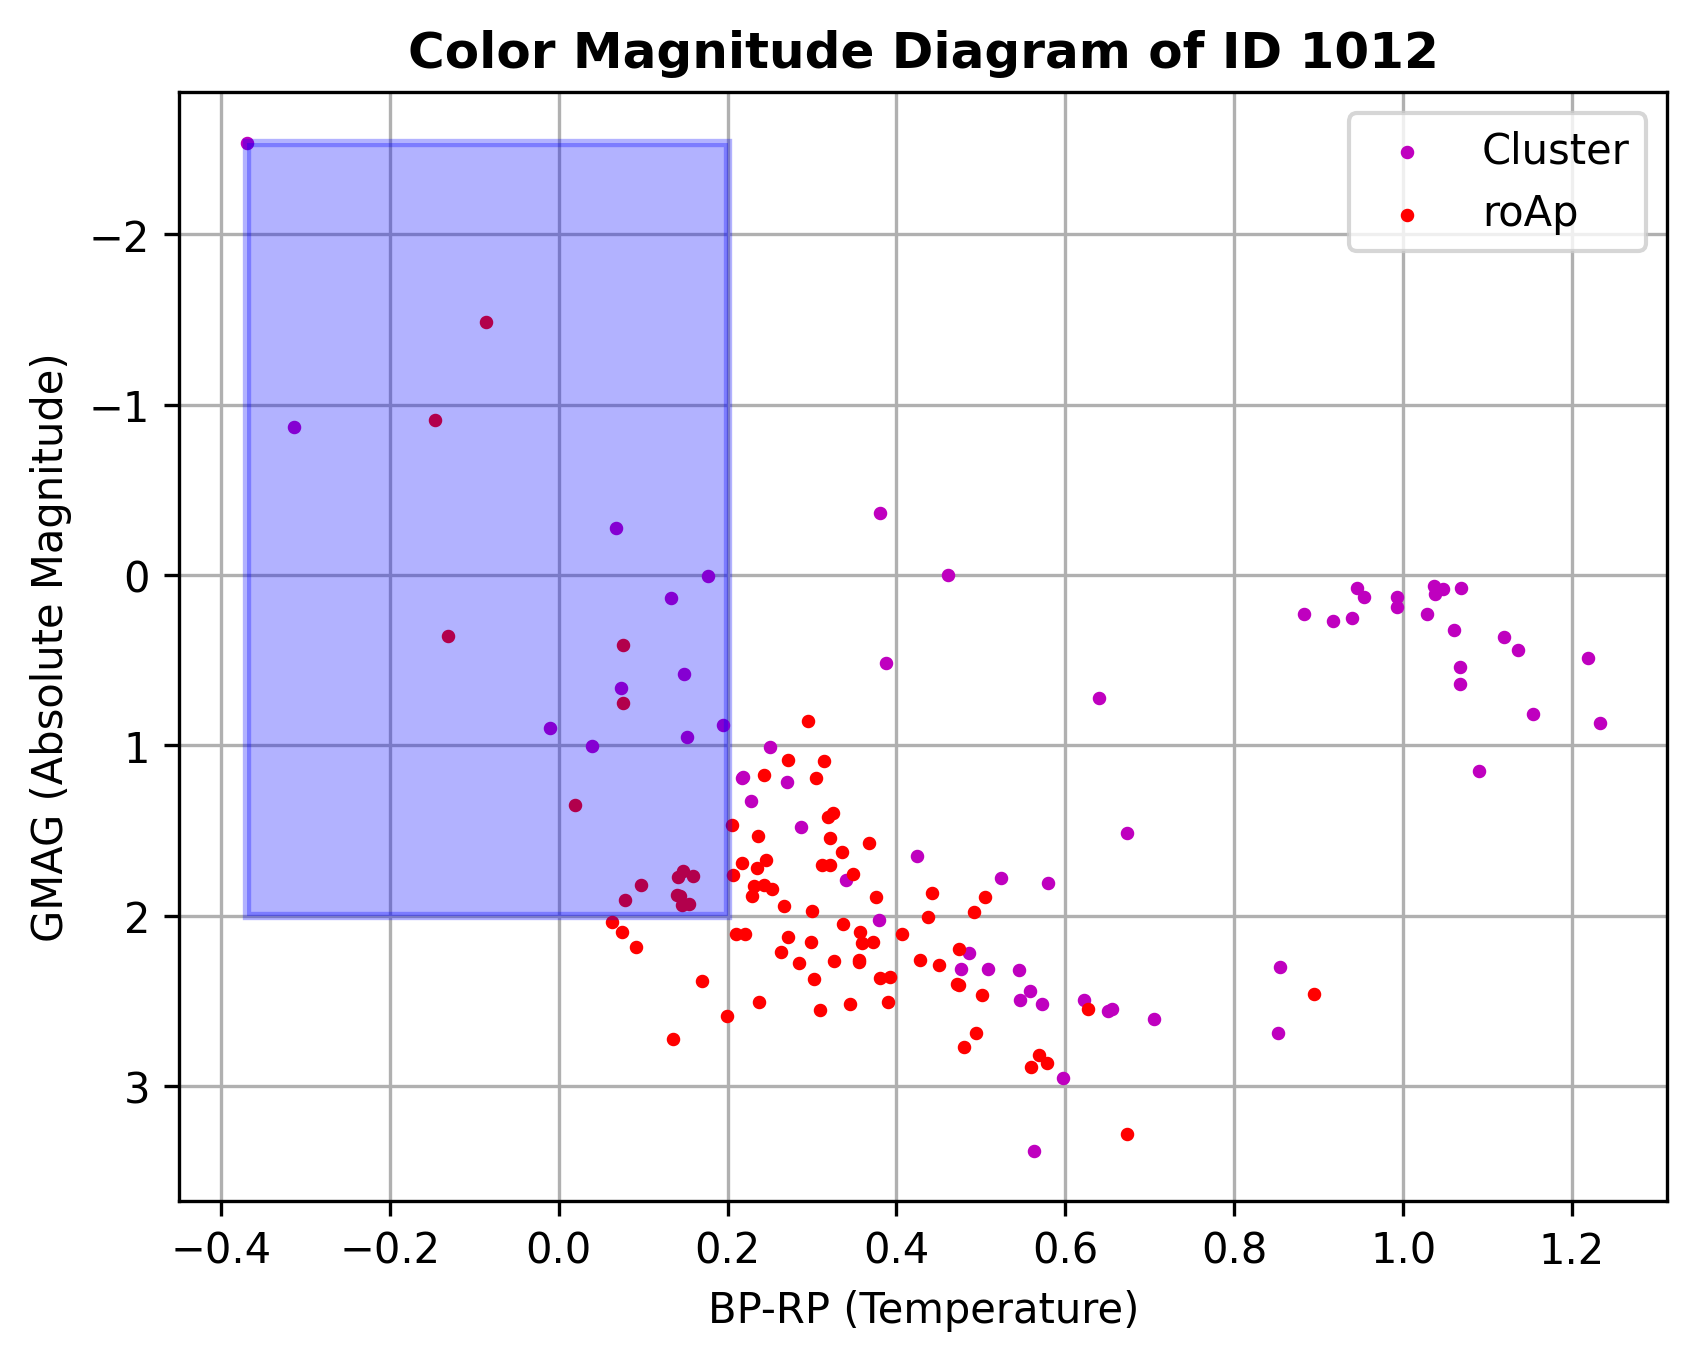 Color Magnitude Diagram of ID 1012
Cluster
roAp
GMAG (Absolute Magnitude)
−2
−1
0
1
2
3
−0.4 −0.2 0.0 0.2 0.4 0.6 0.8 1.0 1.2
BP-RP (Temperature)